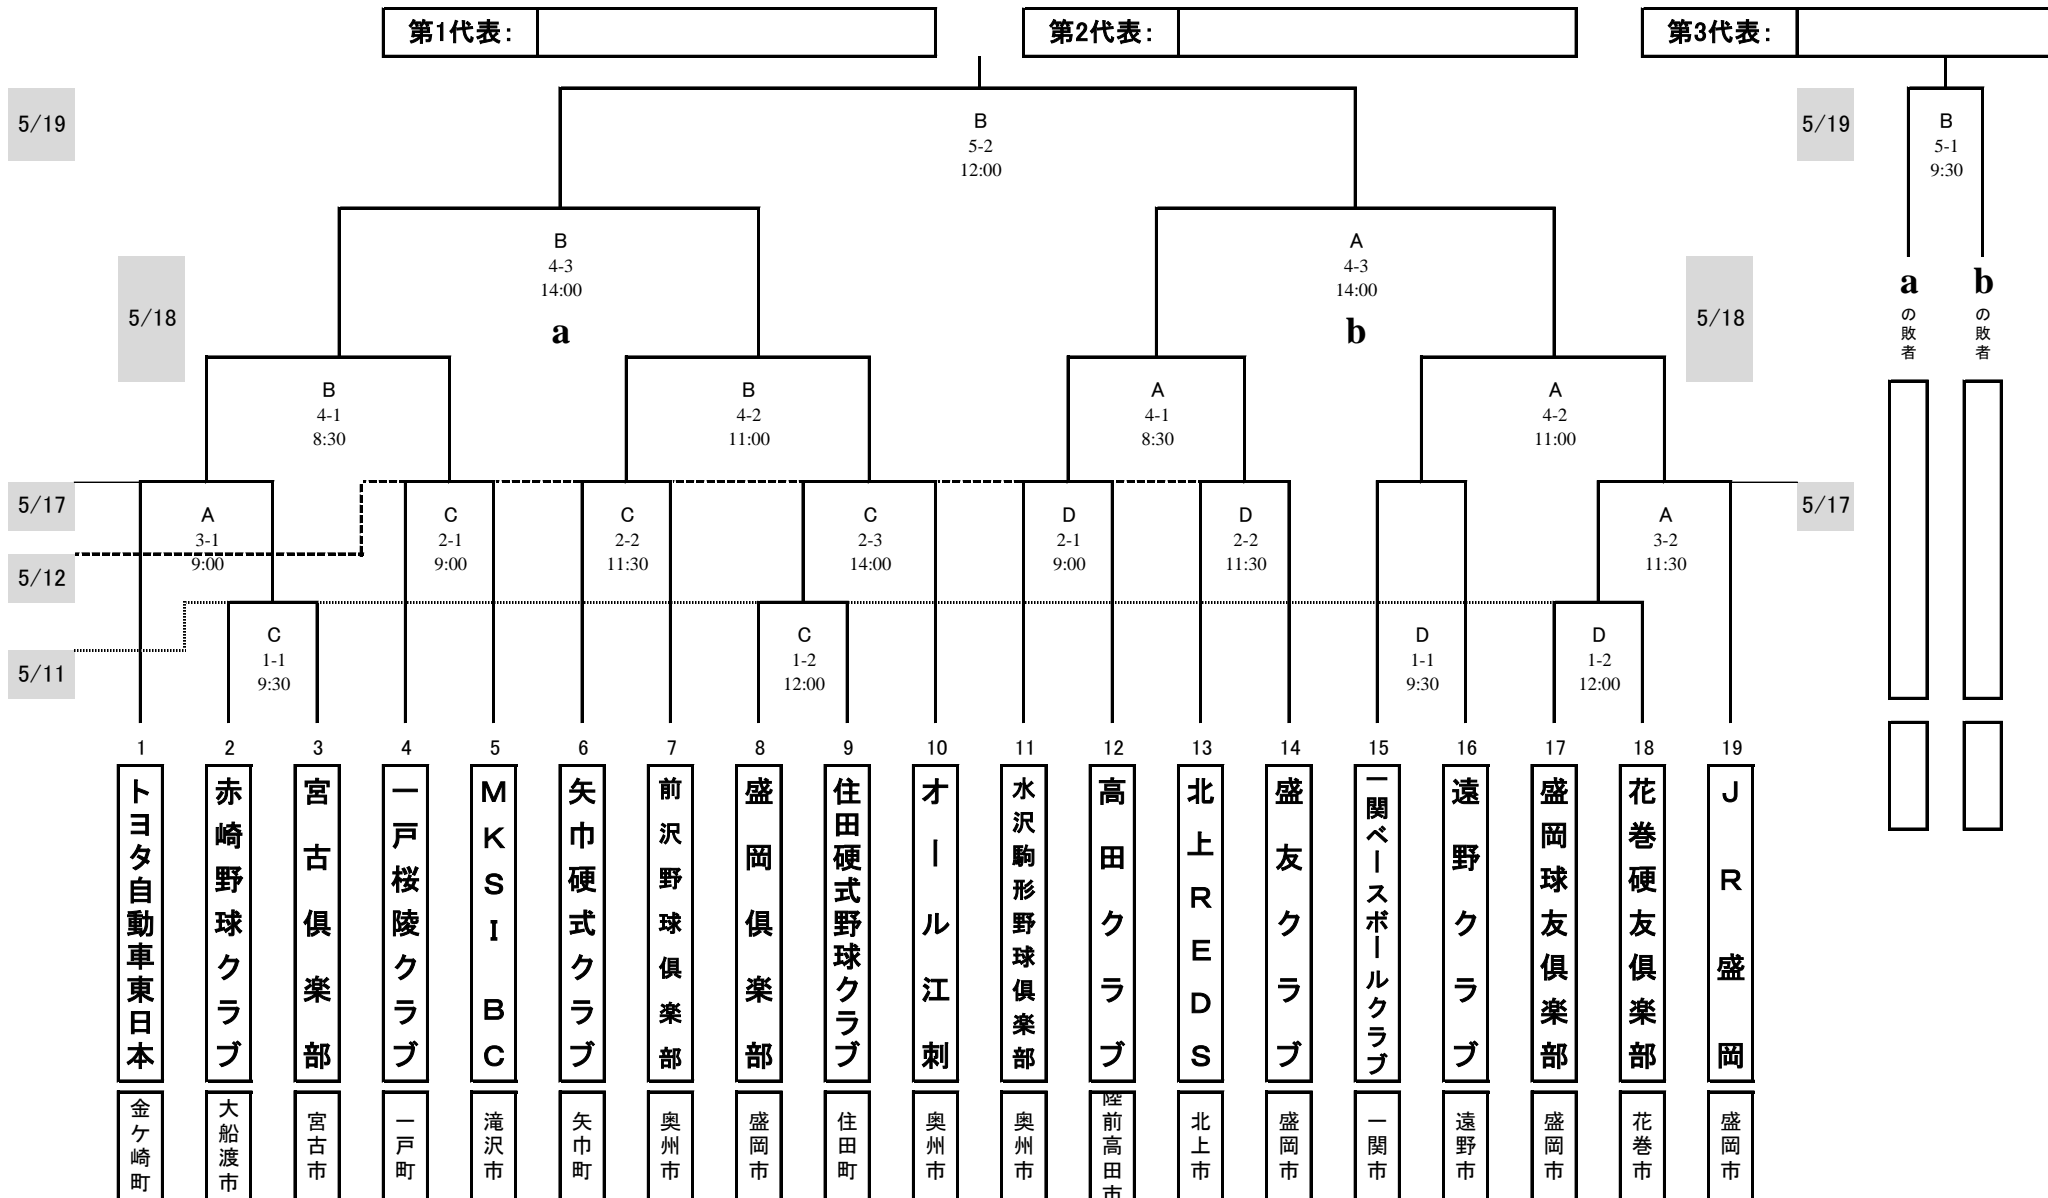 第1代表：
第2代表：
第3代表：
5/19
B
5-2
12:00
5/19
B
5-1
9:30
5/18
B
4-3
14:00
a
A
4-3
14:00
b
5/18
a
の敗者
b
の敗者
B
4-1
8:30
B
4-2
11:00
A
4-1
8:30
A
4-2
11:00
5/17
A
3-1
9:00
C
2-1
9:00
C
2-2
11:30
C
2-3
14:00
D
2-1
9:00
D
2-2
11:30
A
3-2
11:30
5/17
5/12
5/11
C
1-1
9:30
C
1-2
12:00
D
1-1
9:30
D
1-2
12:00
1
2
3
4
5
6
7
8
9
10
11
12
13
14
15
16
17
18
19
トヨタ自動車東日本
赤崎野球クラブ
宮古倶楽部
一戸桜陵クラブ
ＭＫＳＩ　ＢＣ
矢巾硬式クラブ
前沢野球倶楽部
盛岡倶楽部
住田硬式野球クラブ
オール江刺
水沢駒形野球倶楽部
高田クラブ
北上ＲＥＤＳ
盛友クラブ
一関ベースボールクラブ
遠野クラブ
盛岡球友倶楽部
花巻硬友倶楽部
ＪＲ盛岡
金ケ崎町
大船渡市
宮古市
一戸町
滝沢市
矢巾町
奥州市
盛岡市
住田町
奥州市
奥州市
陸前高田市
北上市
盛岡市
一関市
遠野市
盛岡市
花巻市
盛岡市